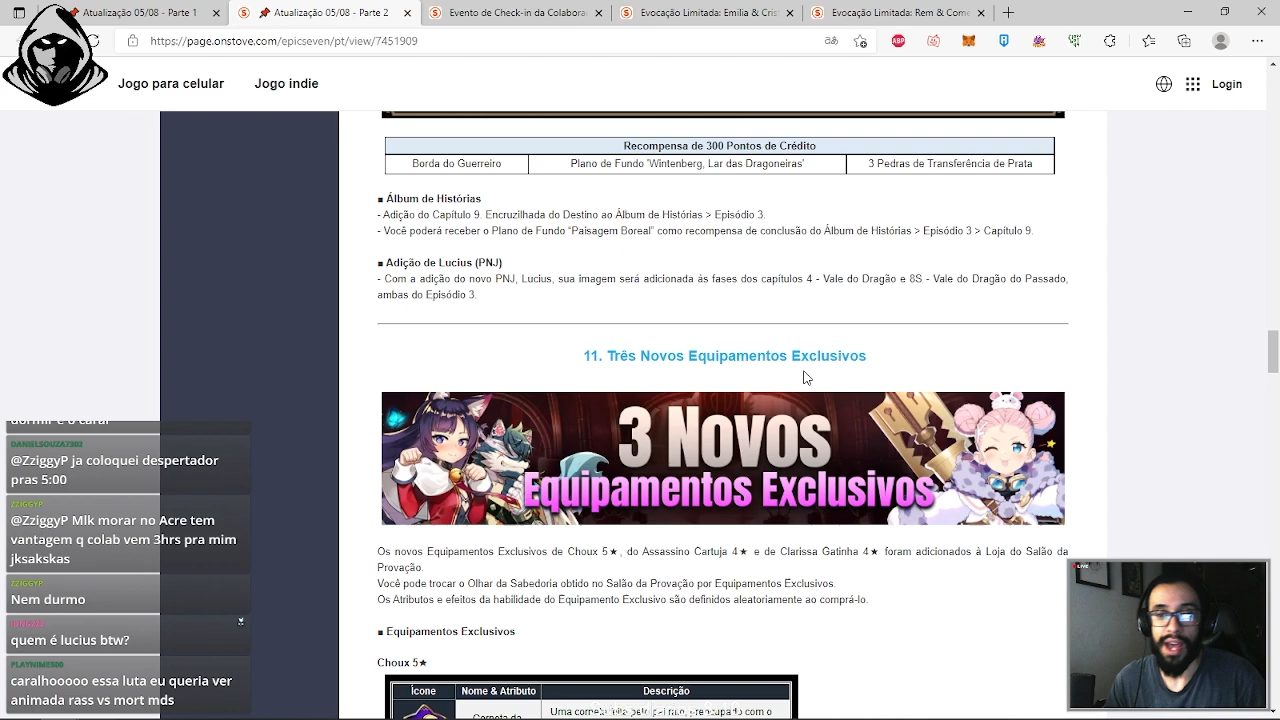 Atualização 05/08 - Parte 1
Atualização 05/08 - Parte 2
Evento de Check-in da Colabora
Evocação Limitada: Emilia & Cr
Evocação Limitada: Rem & Come
https://page.onstove.com/epicseven/pt/view/7451909
Jogo para celular
Jogo indie
Login
Recompensa de 300 Pontos de Crédito
Borda do Guerreiro
Plano de Fundo 'Wintenberg, Lar das Dragoneiras'
3 Pedras de Transferência de Prata
■ Álbum de Histórias
- Adição do Capítulo 9. Encruzilhada do Destino ao Álbum de Histórias > Episódio 3.
- Você poderá receber o Plano de Fundo "Paisagem Boreal" como recompensa de conclusão do Álbum de Histórias > Episódio 3 > Capítulo 9.
■ Adição de Lucius (PNJ)
- Com a adição do novo PNJ, Lucius, sua imagem será adicionada às fases dos capítulos 4 - Vale do Dragão e 8S - Vale do Dragão do Passado,
ambas do Episódio 3.
11. Três Novos Equipamentos Exclusivos
3 Novos
Equipamentos Exclusivos
Os novos Equipamentos Exclusivos de Choux 5★, do Assassino Cartuja 4★ e de Clarissa Gatinha 4★ foram adicionados à Loja do Salão da
Provação.
Você pode trocar o Olhar da Sabedoria obtido no Salão da Provação por Equipamentos Exclusivos.
Os Atributos e efeitos da habilidade do Equipamento Exclusivo são definidos aleatoriamente ao comprá-lo.
■ Equipamentos Exclusivos
Choux 5★
Ícone
Nome & Atributo
Descrição
dormir é o caral
DANIELSOUZA7302
@ZziggyP ja coloquei despertador
pras 5:00
ZZIGGYP
@ZziggyP Mlk morar no Acre tem
vantagem q colab vem 3hrs pra mim
jksakskas
ZZIGGYP
Nem durmo
quem é lucius btw?
PLAYNIME500
caralhooooo essa luta eu queria ver
animada rass vs mort mds
LIVE